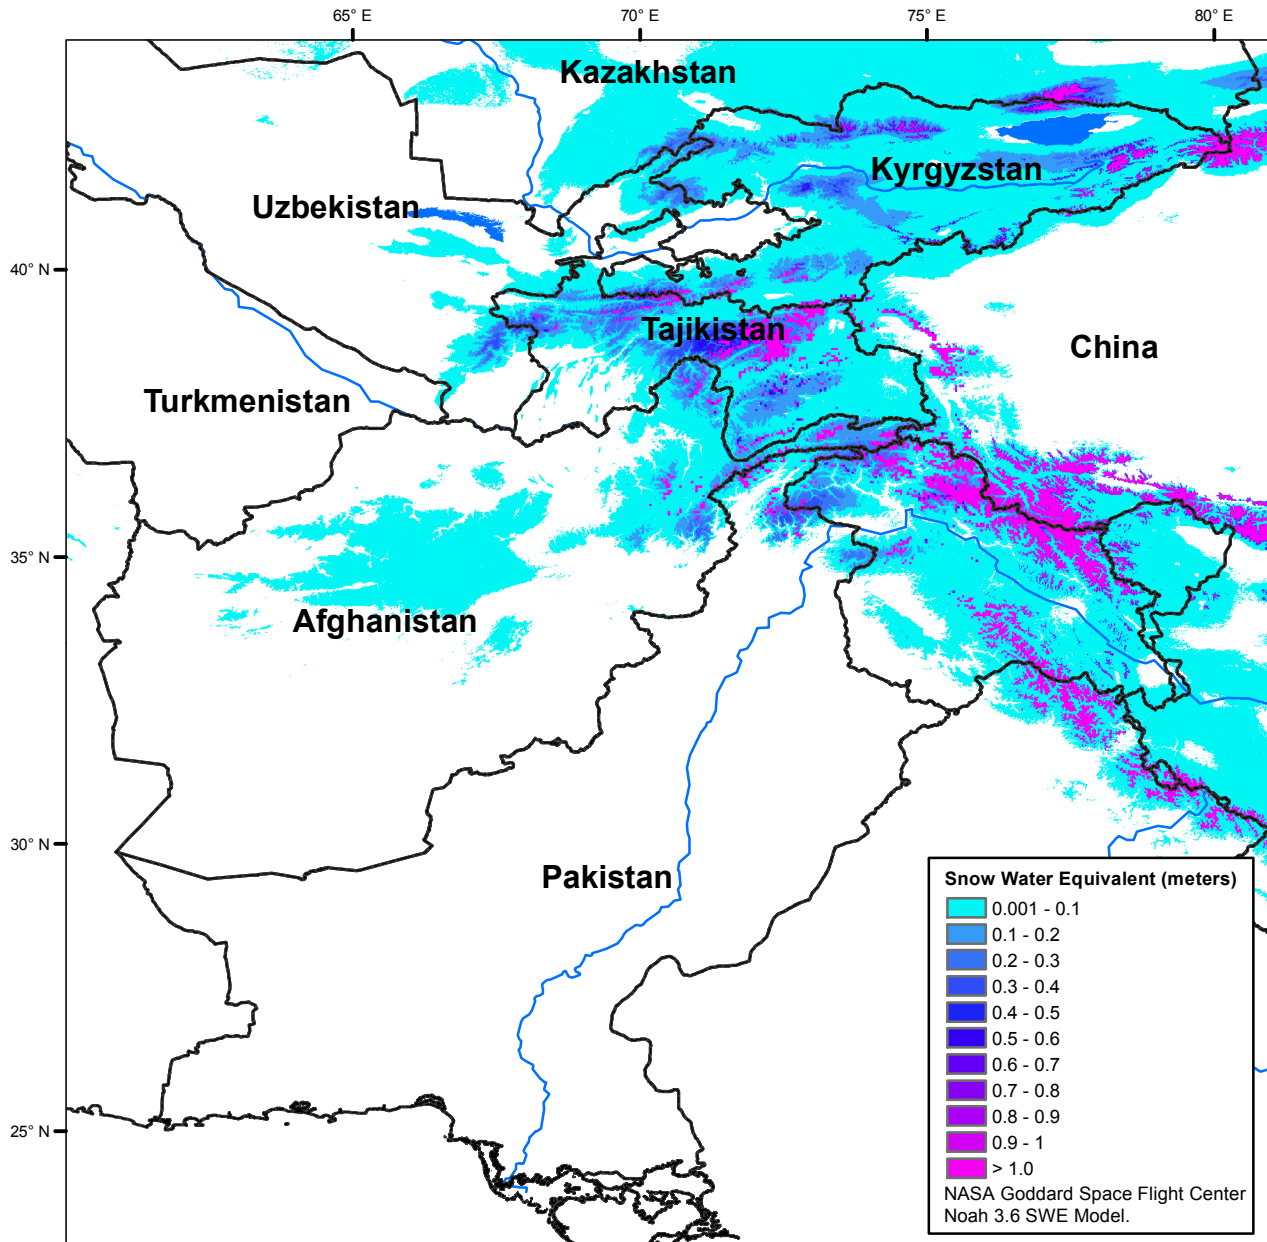 65° E
70° E
75° E
80° E
Kazakhstan
Kyrgyzstan
Uzbekistan
40° N
Tajikistan
China
Turkmenistan
35° N
Afghanistan
30° N
Pakistan
25° N
Snow Water Equivalent (meters)
0.001 - 0.1
0.1 - 0.2
0.2 - 0.3
0.3 - 0.4
0.4 - 0.5
0.5 - 0.6
0.6 - 0.7
0.7 - 0.8
0.8 - 0.9
0.9 - 1
> 1.0
NASA Goddard Space Flight Center
Noah 3.6 SWE Model.